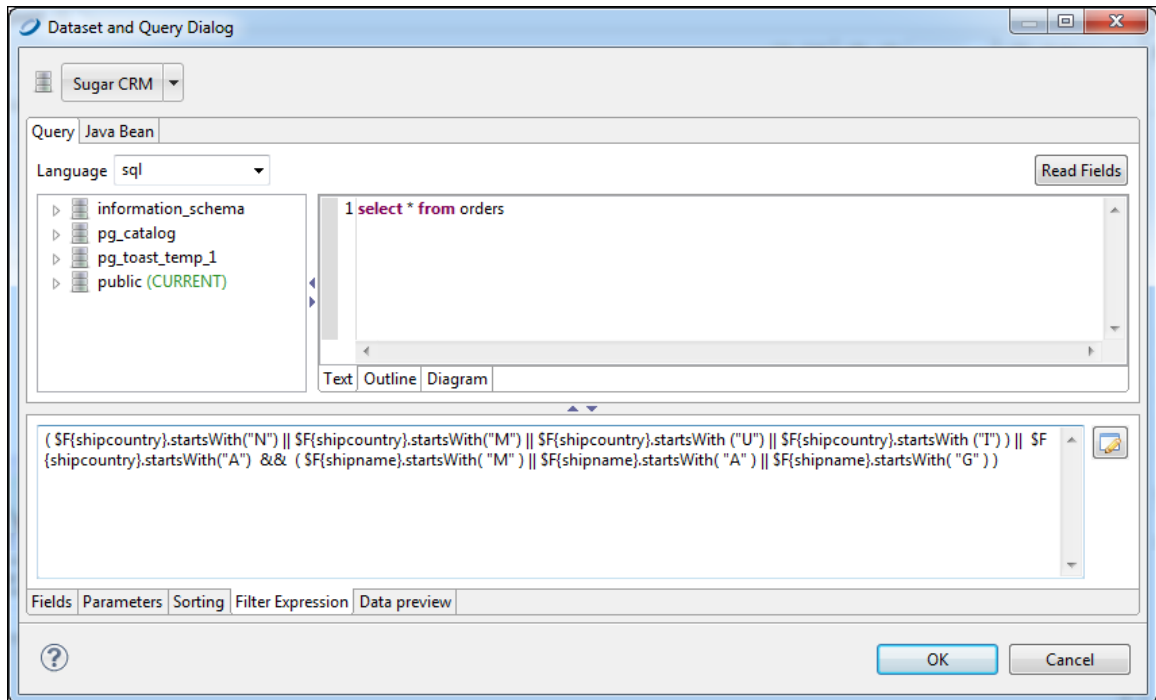 Dataset and Query Dialog
Sugar CRM
Query Java Bean
Language sql
Read Fields
information_schema
pg_catalog
pg_toast_temp_1
public (CURRENT)
1 select * from orders
Text Outline Diagram
( $F{shipcountry}.startsWith("N") || $F{shipcountry}.startsWith("M") || $F{shipcountry}.startsWith ("U") || $F{shipcountry}.startsWith ("I") ) ||  $F
{shipcountry}.startsWith("A")  &&  ( $F{shipname}.startsWith( "M" ) || $F{shipname}.startsWith( "A" ) || $F{shipname}.startsWith( "G" ) )
Fields Parameters Sorting Filter Expression Data preview
?
OK
Cancel